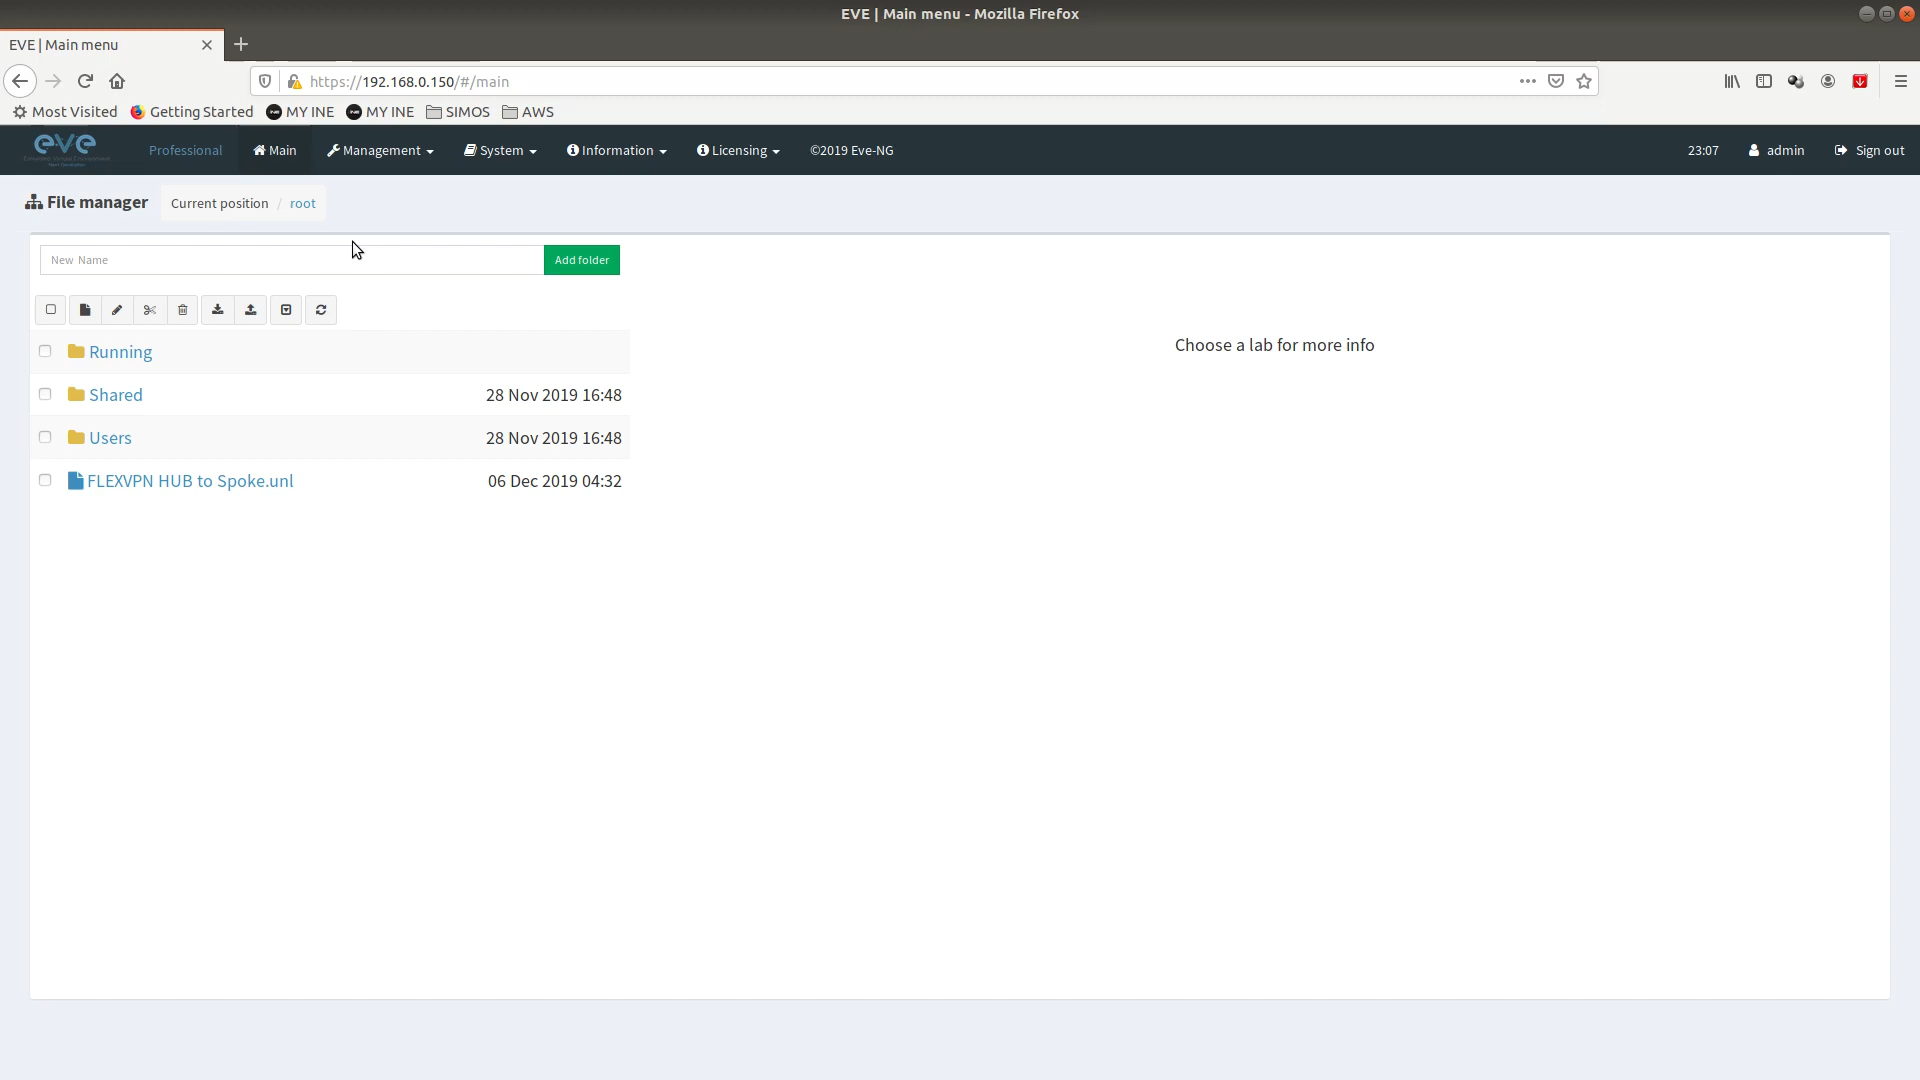 EVE | Main menu - Mozilla Firefox
EVE | Main menu
https://192.168.0.150/#/main
Most Visited Getting Started MY INE MY INE SIMOS AWS
eve Professional Main Management System Information Licensing ©2019 Eve-NG 23:07 admin Sign out
File manager Current position / root
New Name Add folder
Running
Choose a lab for more info
Shared 28 Nov 2019 16:48
Users 28 Nov 2019 16:48
FLEXVPN HUB to Spoke.unl 06 Dec 2019 04:32